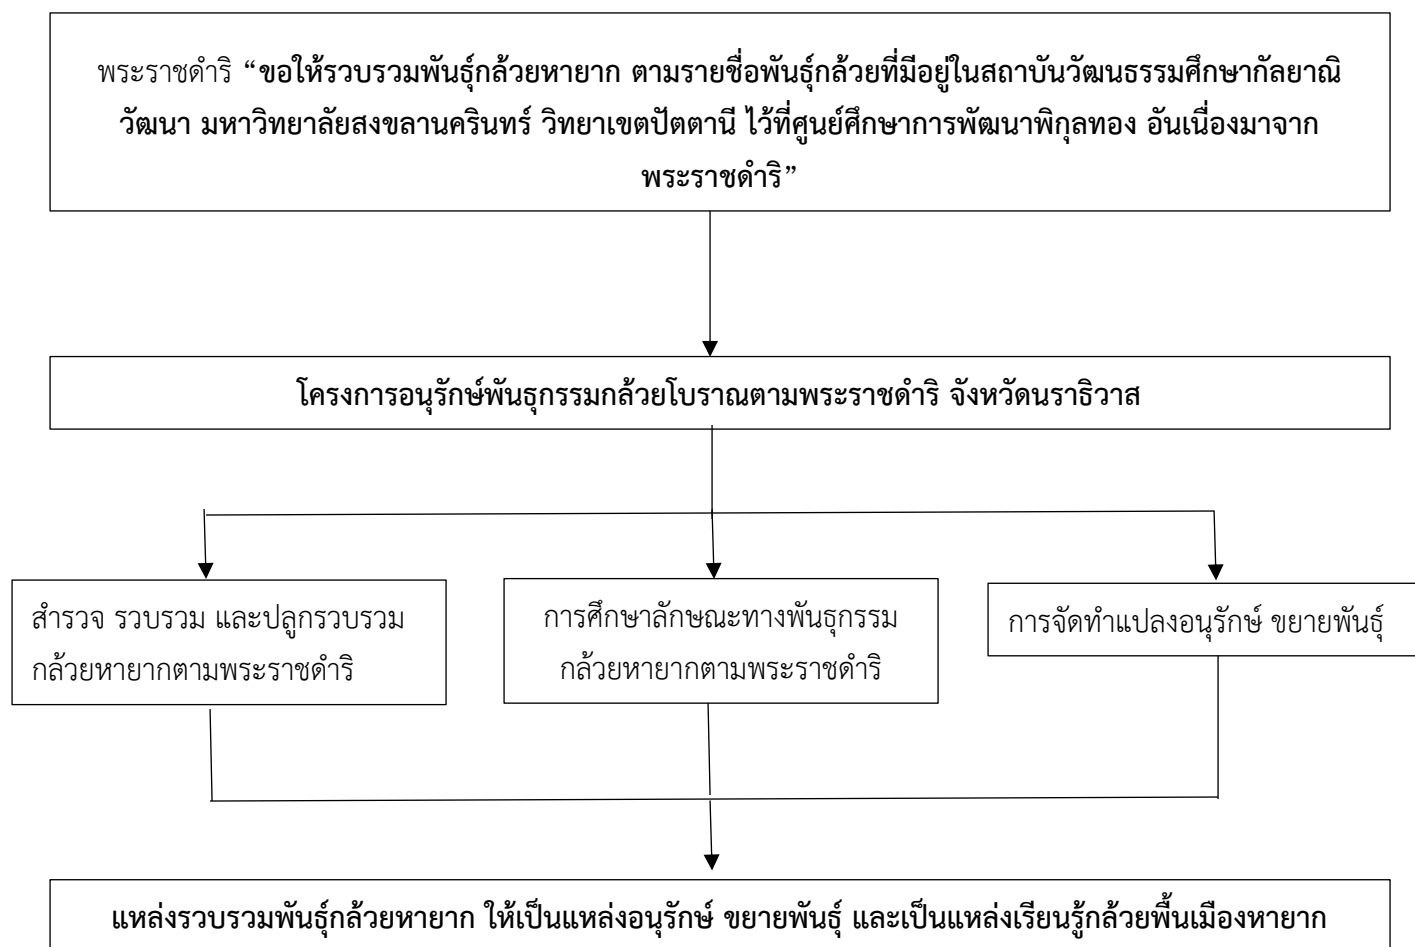 พระราชดำริ “ขอให้รวบรวมพันธุ์กล้วยหายาก ตามรายชื่อพันธุ์กล้วยที่มีอยู่ในสถาบันวัฒนธรรมศึกษากัลยาณิ
วัฒนา มหาวิทยาลัยสงขลานครินทร์ วิทยาเขตปัตตานี ไว้ที่ศูนย์ศึกษาการพัฒนาพิกุลทอง อันเนื่องมาจาก
พระราชดำริ”
โครงการอนุรักษ์พันธุกรรมกล้วยโบราณตามพระราชดำริ จังหวัดนราธิวาส
สำรวจ รวบรวม และปลูกรวบรวม
กล้วยหายากตามพระราชดำริ
การศึกษาลักษณะทางพันธุกรรม
กล้วยหายากตามพระราชดำริ
การจัดทำแปลงอนุรักษ์ ขยายพันธุ์
แหล่งรวบรวมพันธุ์กล้วยหายาก ให้เป็นแหล่งอนุรักษ์ ขยายพันธุ์ และเป็นแหล่งเรียนรู้กล้วยพื้นเมืองหายาก